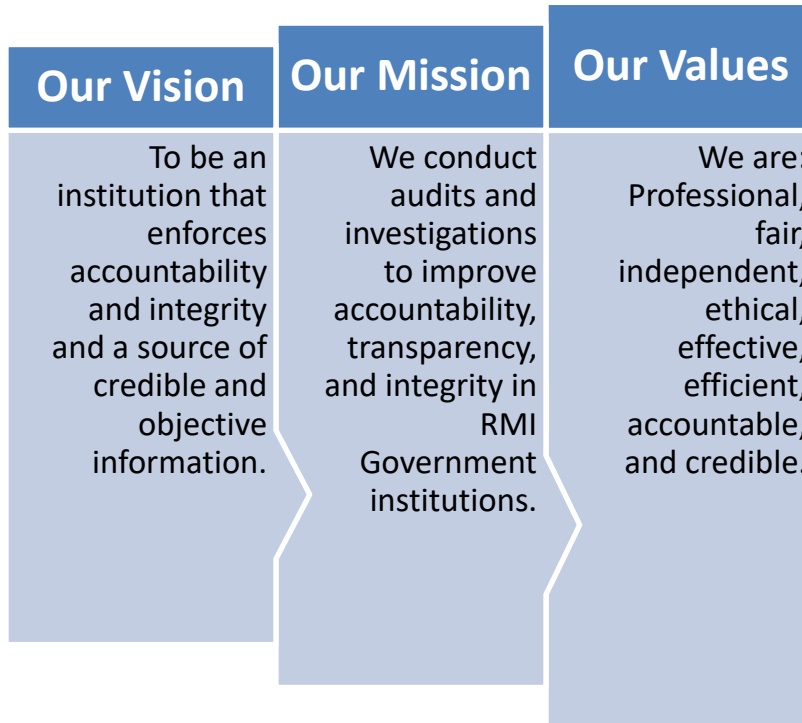 Our Vision
To be an
institution that
enforces
accountability
and integrity
and a source of
credible and
objective
information.
Our Mission
We conduct
audits and
investigations
to improve
accountability,
transparency,
and integrity in
RMI
Government
institutions.
Our Values
We are:
Professional,
fair,
independent,
ethical,
effective,
efficient,
accountable,
and credible.